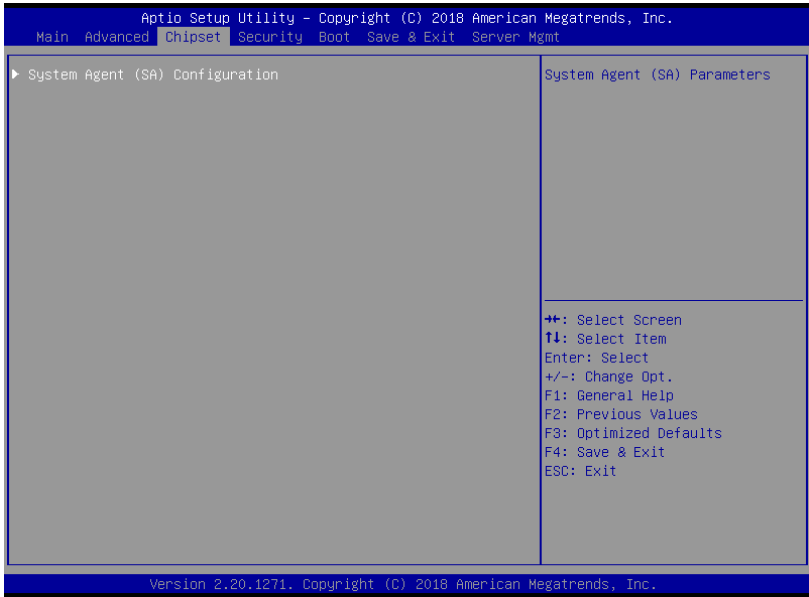 Aptio Setup Utility – Copyright (C) 2018 American Megatrends, Inc.
Main Advanced Chipset Security Boot Save & Exit Server Mgmt
▶ System Agent (SA) Configuration
System Agent (SA) Parameters
→←: Select Screen
↑↓: Select Item
Enter: Select
+/-: Change Opt.
F1: General Help
F2: Previous Values
F3: Optimized Defaults
F4: Save & Exit
ESC: Exit
Version 2.20.1271. Copyright (C) 2018 American Megatrends, Inc.